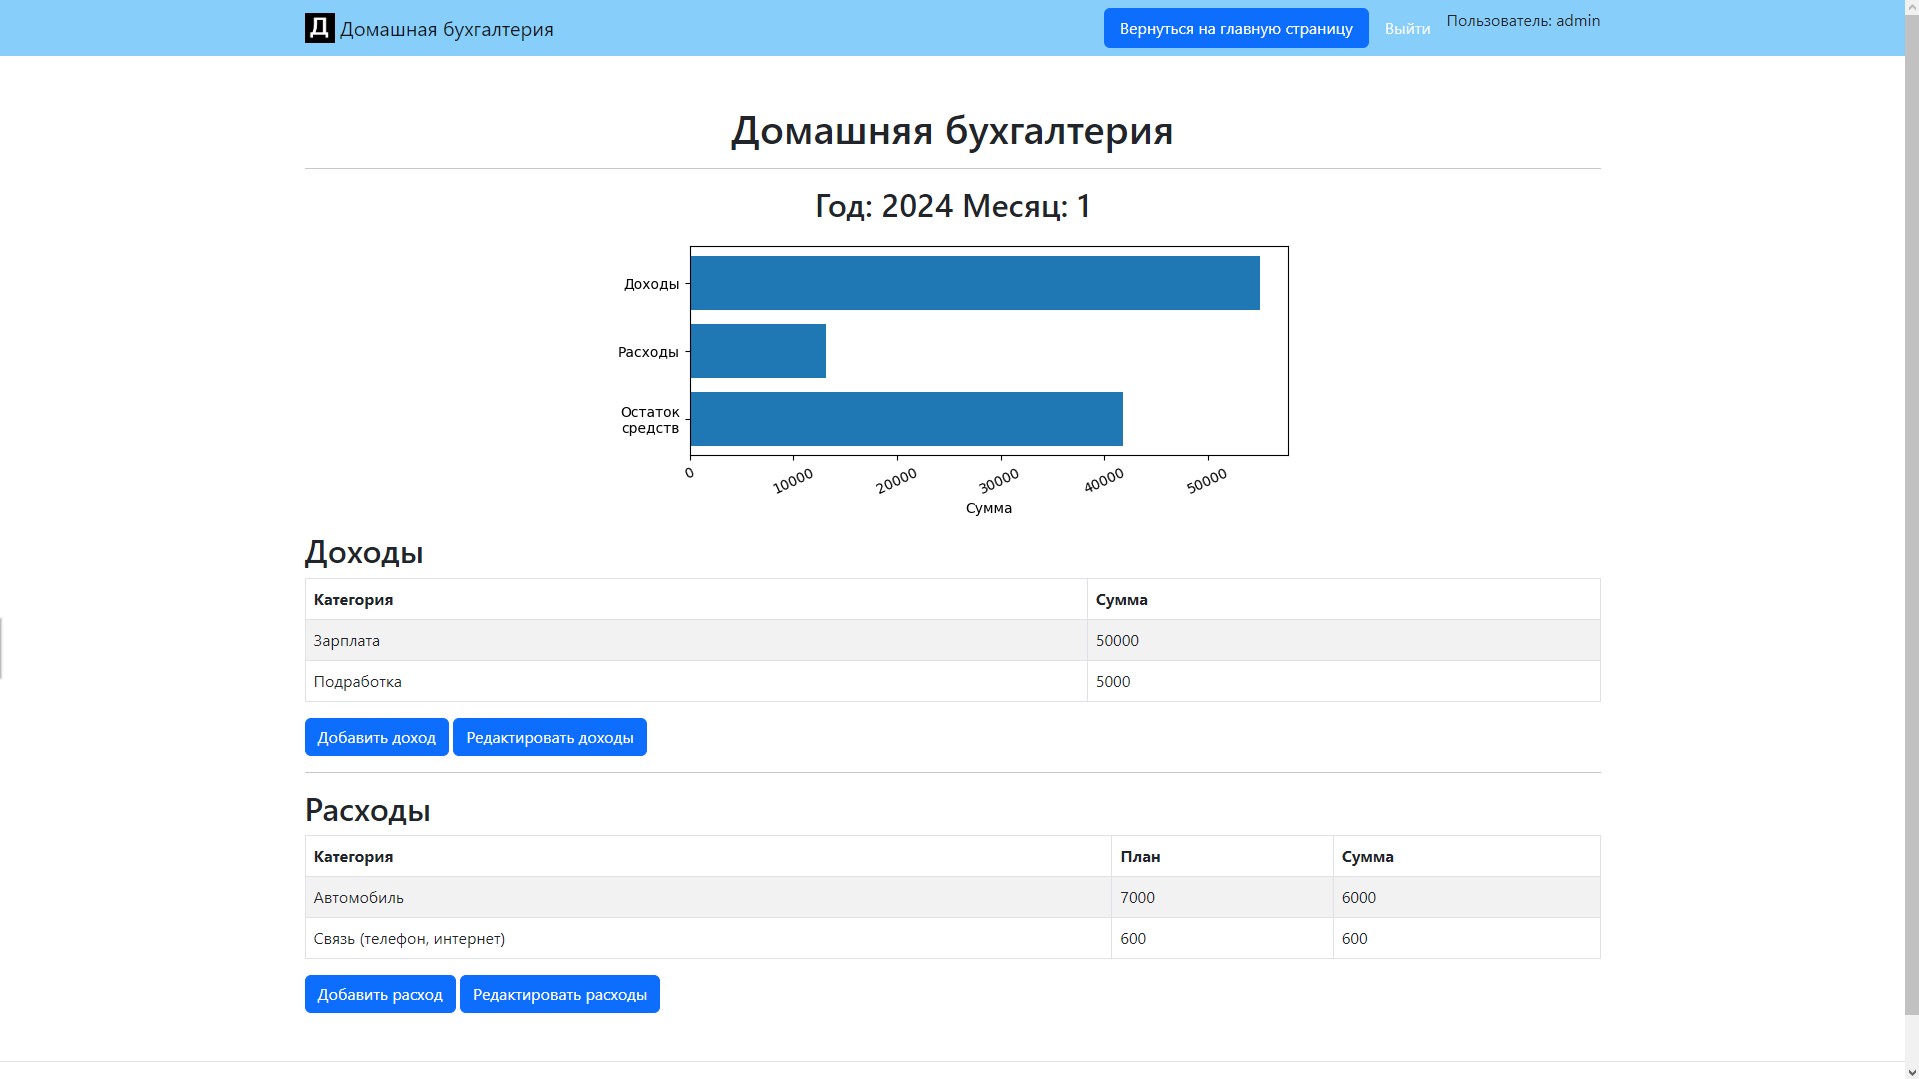 Д Домашная бухгалтерия
Вернуться на главную страницу Выйти Пользователь: admin
Домашняя бухгалтерия
Год: 2024 Месяц: 1
Доходы
Расходы
Остаток
средств
0 10000 20000 30000 40000 50000
Сумма
Доходы
Категория Сумма
Зарплата 50000
Подработка 5000
Добавить доход Редактировать доходы
Расходы
Категория План Сумма
Автомобиль 7000 6000
Связь (телефон, интернет) 600 600
Добавить расход Редактировать расходы